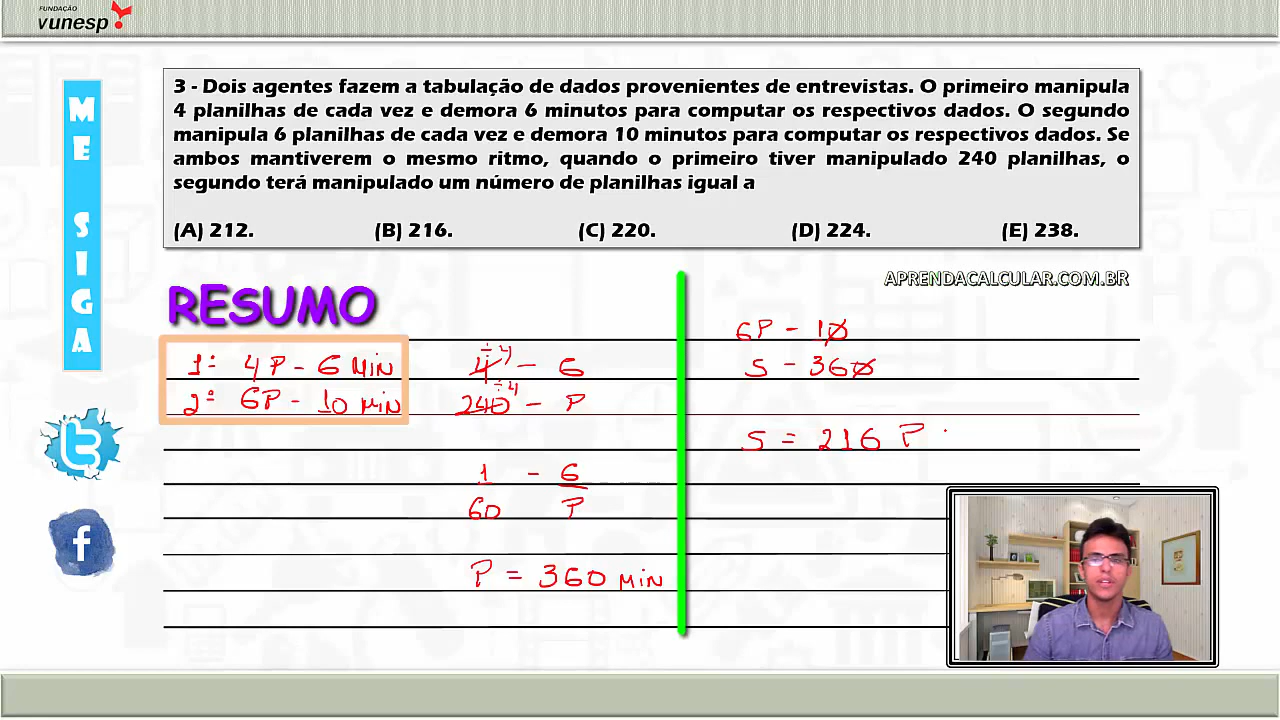 FUNDAÇÃO
vunesp
ME SIGA
3 - Dois agentes fazem a tabulação de dados provenientes de entrevistas. O primeiro manipula
4 planilhas de cada vez e demora 6 minutos para computar os respectivos dados. O segundo
manipula 6 planilhas de cada vez e demora 10 minutos para computar os respectivos dados. Se
ambos mantiverem o mesmo ritmo, quando o primeiro tiver manipulado 240 planilhas, o
segundo terá manipulado um número de planilhas igual a
(A) 212. (B) 216. (C) 220. (D) 224. (E) 238.
APRENDACALCULAR.COM.BR
RESUMO
1º 4P - 6 MiN
2º 6P - 10 MiN
4 ÷4 - 6
240 ÷4 - P
1 - 6
60 P
P = 360 MiN
6P - 10
S - 360
S = 216 P.